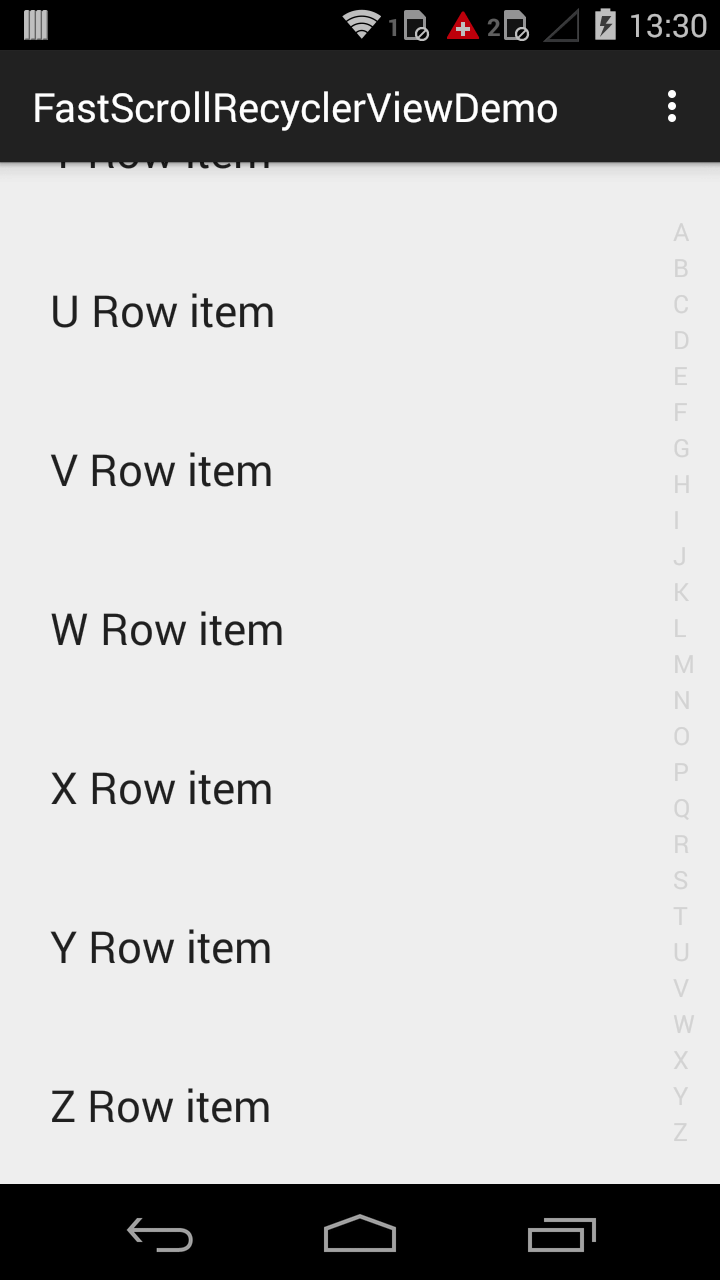 1 2 13:30
FastScrollRecyclerViewDemo
Row item
U Row item
V Row item
W Row item
X Row item
Y Row item
Z Row item
A
B
C
D
E
F
G
H
I
J
K
L
M
N
O
P
Q
R
S
T
U
V
W
X
Y
Z